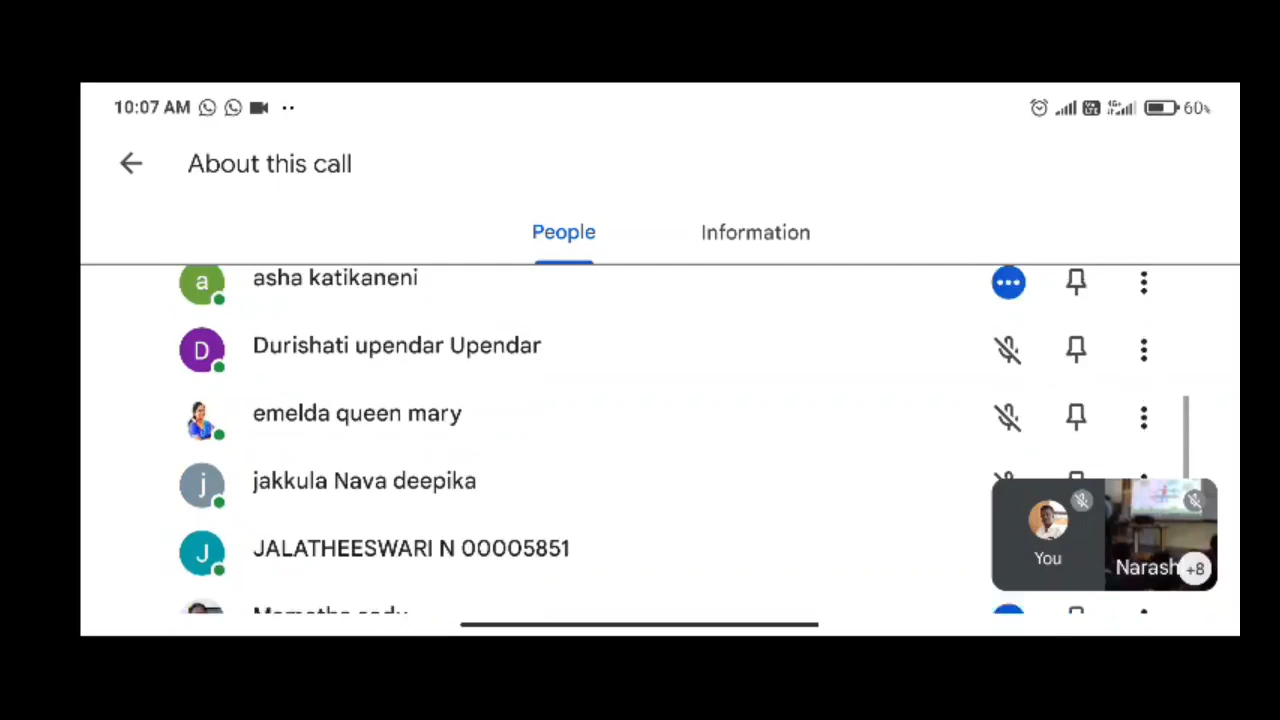 10:07 AM
60%
About this call
People
Information
a
asha katikaneni
D
Durishati upendar Upendar
emelda queen mary
j
jakkula Nava deepika
J
JALATHEESWARI N 00005851
You
Narash
+8